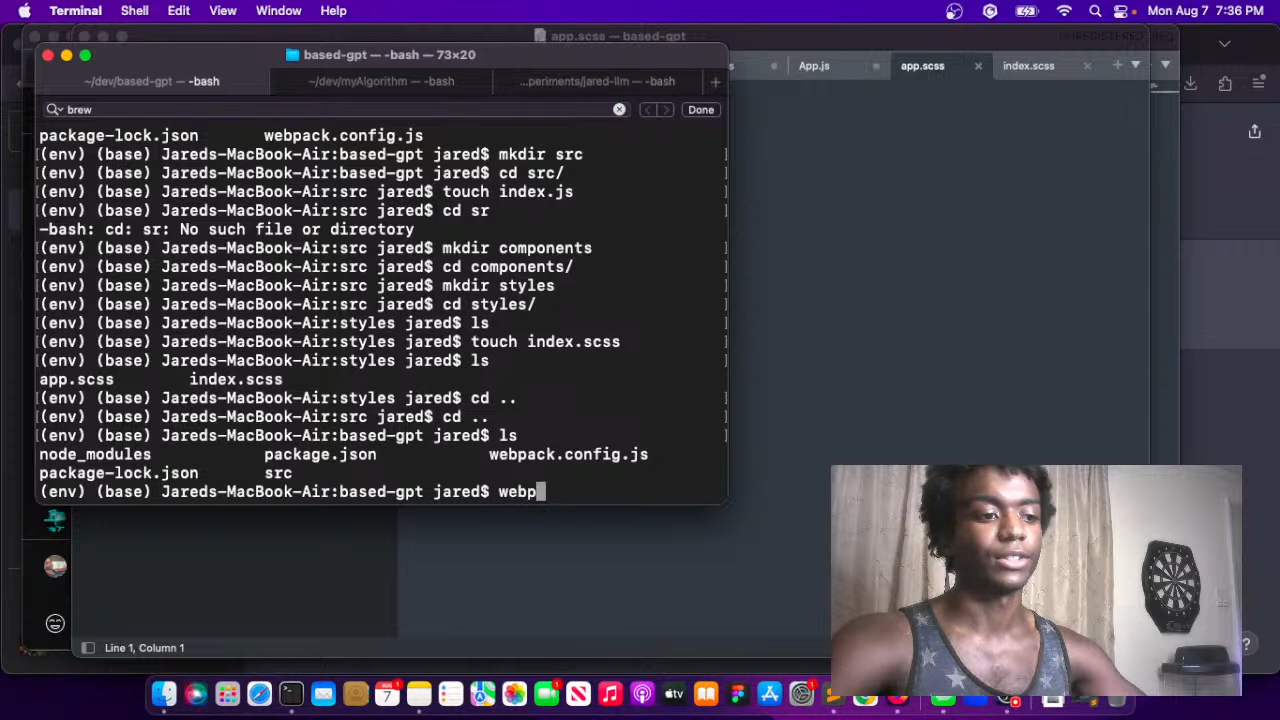 Terminal Shell Edit View Window Help Mon Aug 7 7:36 PM
app.scss — based-gpt
based-gpt — -bash — 73×20
~/dev/based-gpt — -bash ~/dev/myAlgorithm — -bash ...periments/jared-llm — -bash +
App.js app.scss × index.scss × +
brew Done
package-lock.json webpack.config.js
(env) (base) Jareds-MacBook-Air:based-gpt jared$ mkdir src
(env) (base) Jareds-MacBook-Air:based-gpt jared$ cd src/
(env) (base) Jareds-MacBook-Air:src jared$ touch index.js
(env) (base) Jareds-MacBook-Air:src jared$ cd sr
-bash: cd: sr: No such file or directory
(env) (base) Jareds-MacBook-Air:src jared$ mkdir components
(env) (base) Jareds-MacBook-Air:src jared$ cd components/
(env) (base) Jareds-MacBook-Air:src jared$ mkdir styles
(env) (base) Jareds-MacBook-Air:src jared$ cd styles/
(env) (base) Jareds-MacBook-Air:styles jared$ ls
(env) (base) Jareds-MacBook-Air:styles jared$ touch index.scss
(env) (base) Jareds-MacBook-Air:styles jared$ ls
app.scss index.scss
(env) (base) Jareds-MacBook-Air:styles jared$ cd ..
(env) (base) Jareds-MacBook-Air:src jared$ cd ..
(env) (base) Jareds-MacBook-Air:based-gpt jared$ ls
node_modules package.json webpack.config.js
package-lock.json src
(env) (base) Jareds-MacBook-Air:based-gpt jared$ webp
Line 1, Column 1